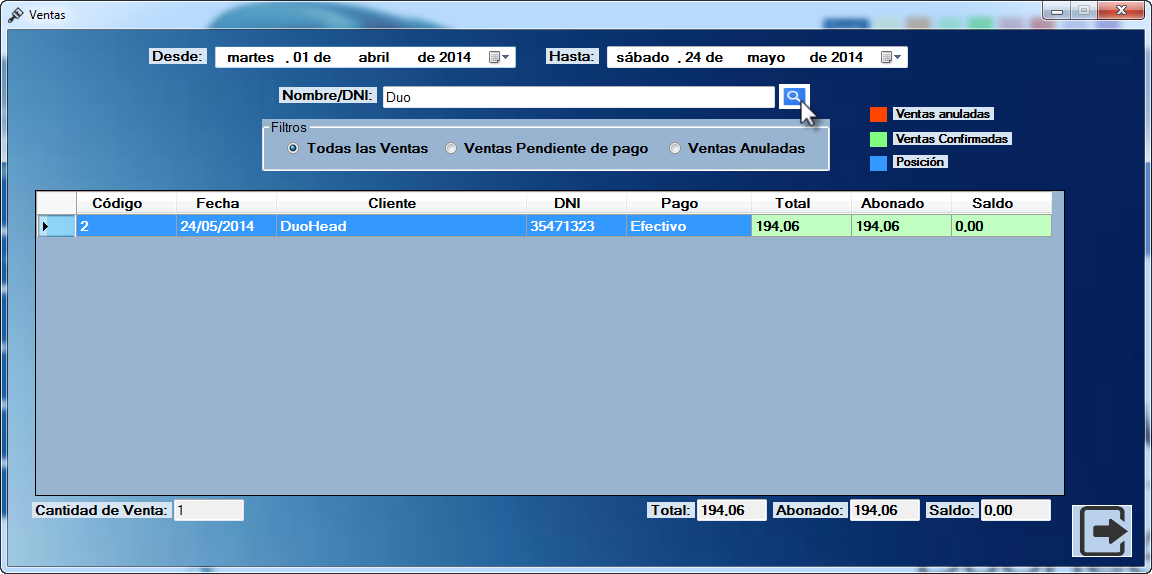 Ventas
Desde: martes , 01 de abril de 2014 Hasta: sábado , 24 de mayo de 2014
Nombre/DNI: Duo
Filtros
Todas las Ventas Ventas Pendiente de pago Ventas Anuladas
Ventas anuladas
Ventas Confirmadas
Posición
Código Fecha Cliente DNI Pago Total Abonado Saldo
2 24/05/2014 DuoHead 35471323 Efectivo 194.06 194.06 0.00
Cantidad de Venta: 1 Total: 194.06 Abonado: 194.06 Saldo: 0.00